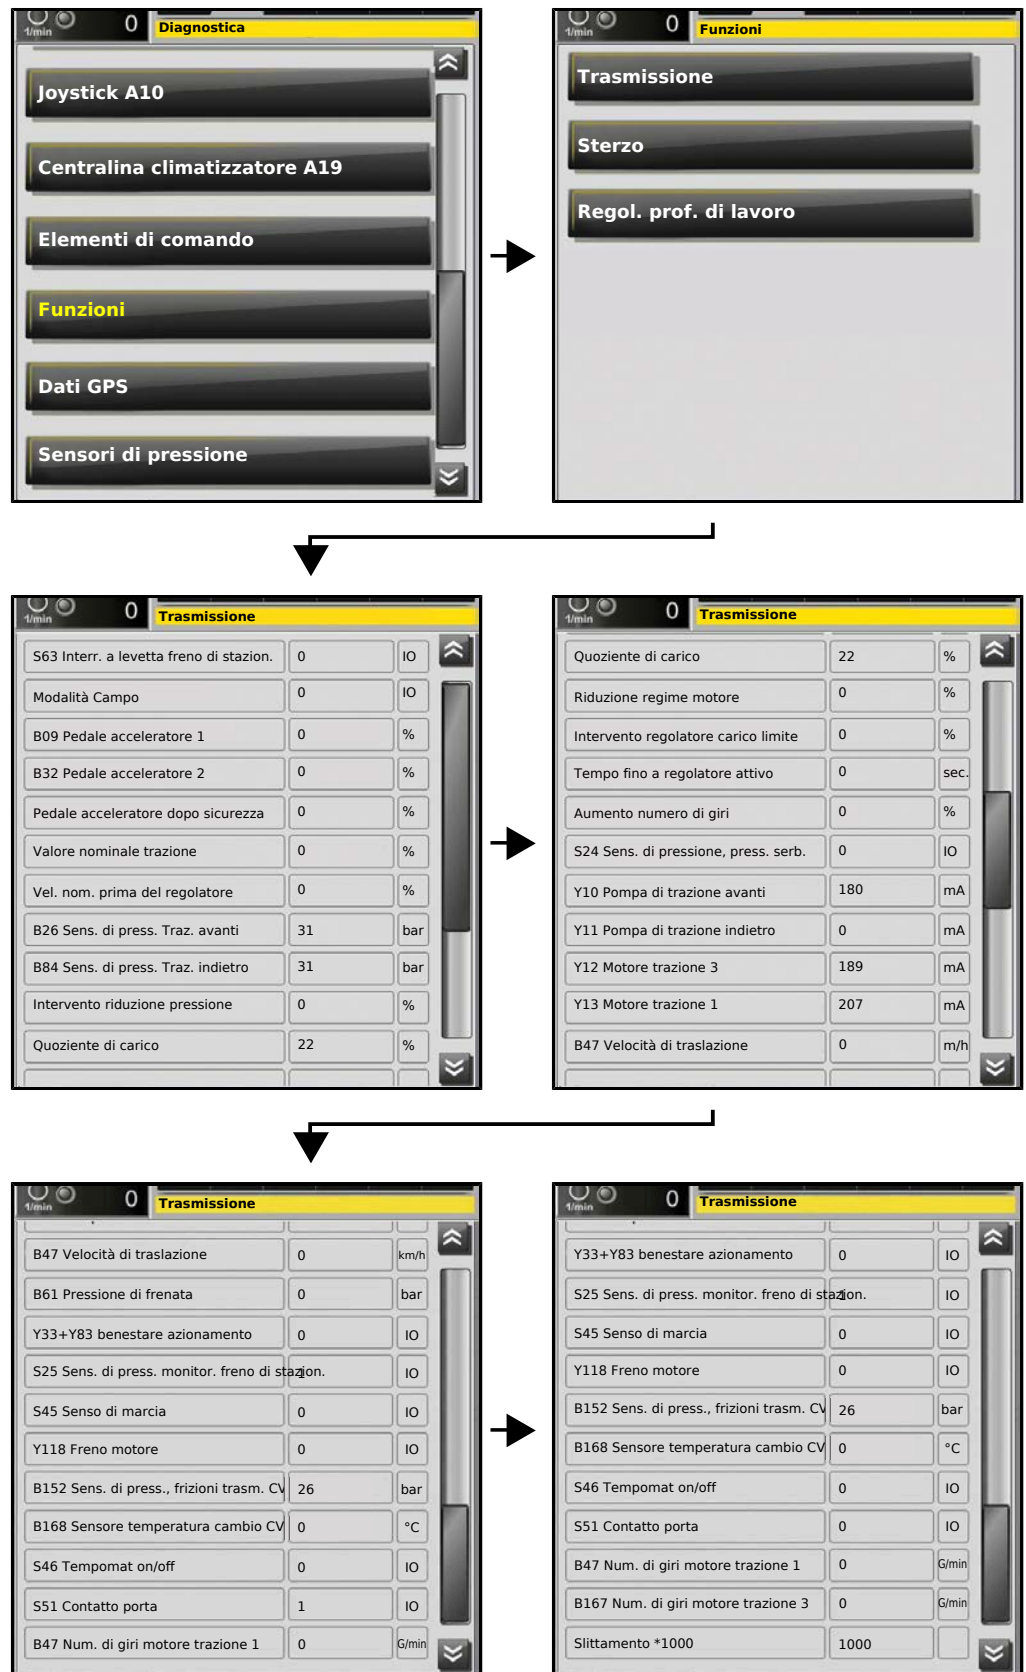 1/min 0 Diagnostica
Joystick A10
Centralina climatizzatore A19
Elementi di comando
Funzioni
Dati GPS
Sensori di pressione
1/min 0 Funzioni
Trasmissione
Sterzo
Regol. prof. di lavoro
1/min 0 Trasmissione
S63 Interr. a levetta freno di stazion. 0 IO
Modalità Campo 0 IO
B09 Pedale acceleratore 1 0 %
B32 Pedale acceleratore 2 0 %
Pedale acceleratore dopo sicurezza 0 %
Valore nominale trazione 0 %
Vel. nom. prima del regolatore 0 %
B26 Sens. di press. Traz. avanti 31 bar
B84 Sens. di press. Traz. indietro 31 bar
Intervento riduzione pressione 0 %
Quoziente di carico 22 %
1/min 0 Trasmissione
Quoziente di carico 22 %
Riduzione regime motore 0 %
Intervento regolatore carico limite 0 %
Tempo fino a regolatore attivo 0 sec.
Aumento numero di giri 0 %
S24 Sens. di pressione, press. serb. 0 IO
Y10 Pompa di trazione avanti 180 mA
Y11 Pompa di trazione indietro 0 mA
Y12 Motore trazione 3 189 mA
Y13 Motore trazione 1 207 mA
B47 Velocità di traslazione 0 m/h
1/min 0 Trasmissione
B47 Velocità di traslazione 0 km/h
B61 Pressione di frenata 0 bar
Y33+Y83 benestare azionamento 0 IO
S25 Sens. di press. monitor. freno di stazion. 1 IO
S45 Senso di marcia 0 IO
Y118 Freno motore 0 IO
B152 Sens. di press., frizioni trasm. CV 26 bar
B168 Sensore temperatura cambio CV 0 °C
S46 Tempomat on/off 0 IO
S51 Contatto porta 1 IO
B47 Num. di giri motore trazione 1 0 G/min
1/min 0 Trasmissione
Y33+Y83 benestare azionamento 0 IO
S25 Sens. di press. monitor. freno di stazion. 1 IO
S45 Senso di marcia 0 IO
Y118 Freno motore 0 IO
B152 Sens. di press., frizioni trasm. CV 26 bar
B168 Sensore temperatura cambio CV 0 °C
S46 Tempomat on/off 0 IO
S51 Contatto porta 0 IO
B47 Num. di giri motore trazione 1 0 G/min
B167 Num. di giri motore trazione 3 0 G/min
Slittamento *1000 1000